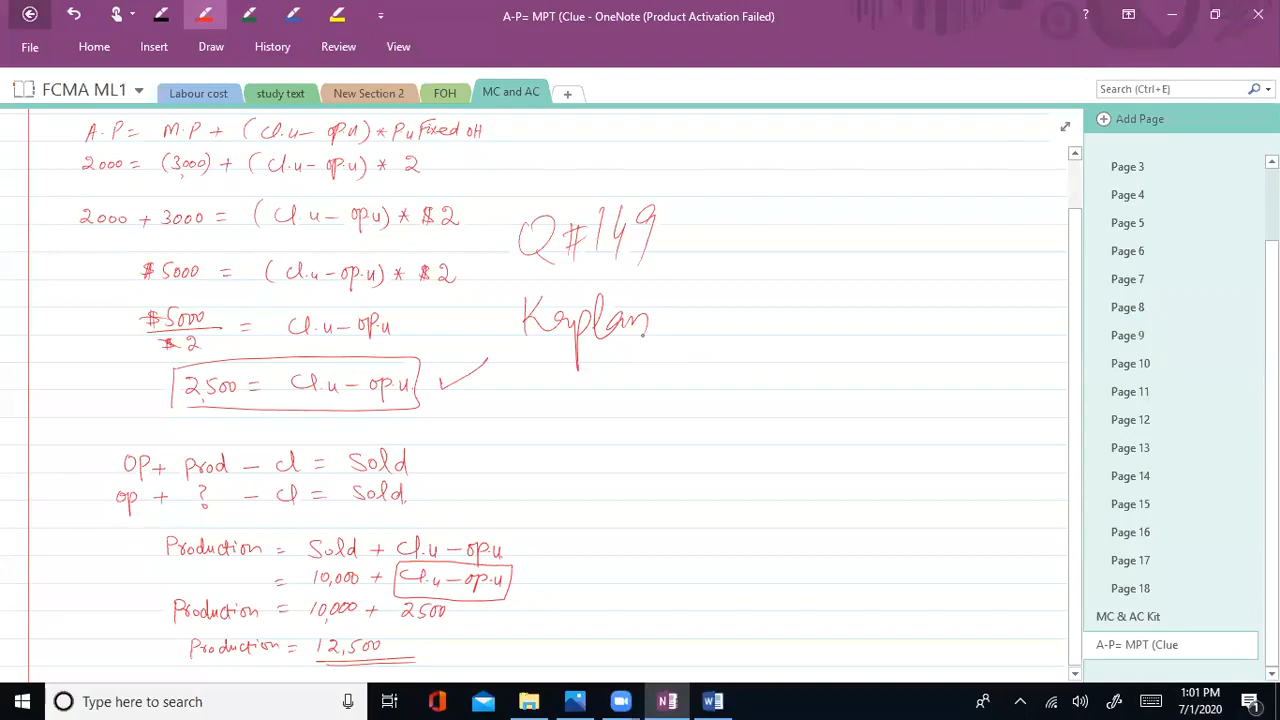 A-P= MPT (Clue - OneNote (Product Activation Failed)
?
File
Home
Insert
Draw
History
Review
View
FCMA ML1
Labour cost
study text
New Section 2
FOH
MC and AC
Search (Ctrl+E)
A.P = M.P + (Cl.u - op.u) * Pu Fixed OH
2000 = (3000) + (Cl.u - op.u) * 2
2000 + 3000 = (Cl.u - op.u) * $2
$5000 = (Cl.u - op.u) * $2
$5000
$2
= Cl.u - op.u
2,500 = Cl.u - op.u.
Q#149
Kaplan
OP + prod - cl = Sold
op + ? - cl = Sold.
Production = Sold + Cl.u - op.u
= 10,000 + Cl.u - op.u
Production = 10,000 + 2500
Production = 12,500
Add Page
Page 3
Page 4
Page 5
Page 6
Page 7
Page 8
Page 9
Page 10
Page 11
Page 12
Page 13
Page 14
Page 15
Page 16
Page 17
Page 18
MC & AC Kit
A-P= MPT (Clue
Type here to search
1:01 PM
7/1/2020
1